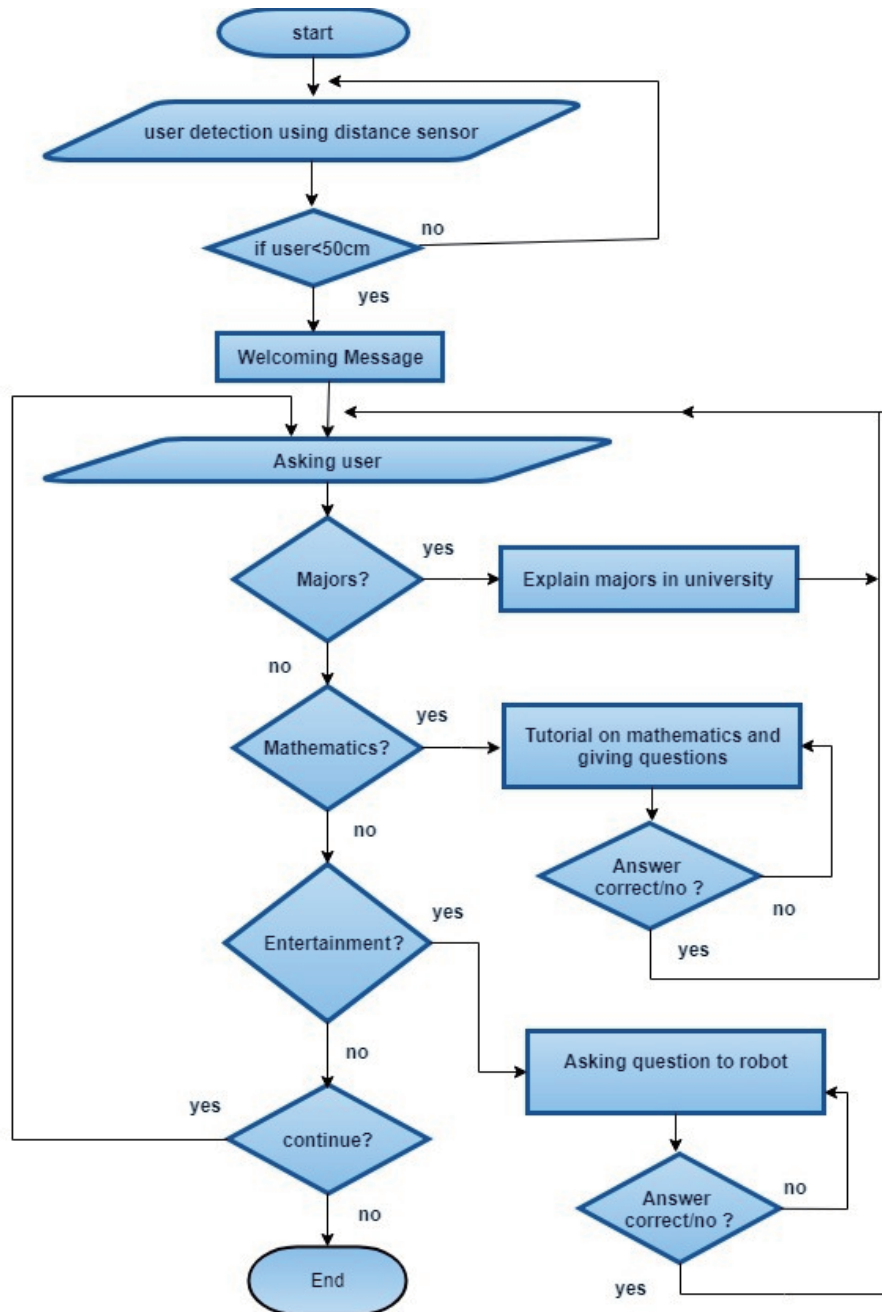 start
user detection using distance sensor
if user<50cm
no
yes
Welcoming Message
Asking user
Majors?
yes
Explain majors in university
no
Mathematics?
yes
Tutorial on mathematics and
giving questions
no
Answer
correct/no ?
no
yes
Entertainment?
yes
no
Asking question to robot
yes
continue?
Answer
correct/no ?
no
no
yes
End